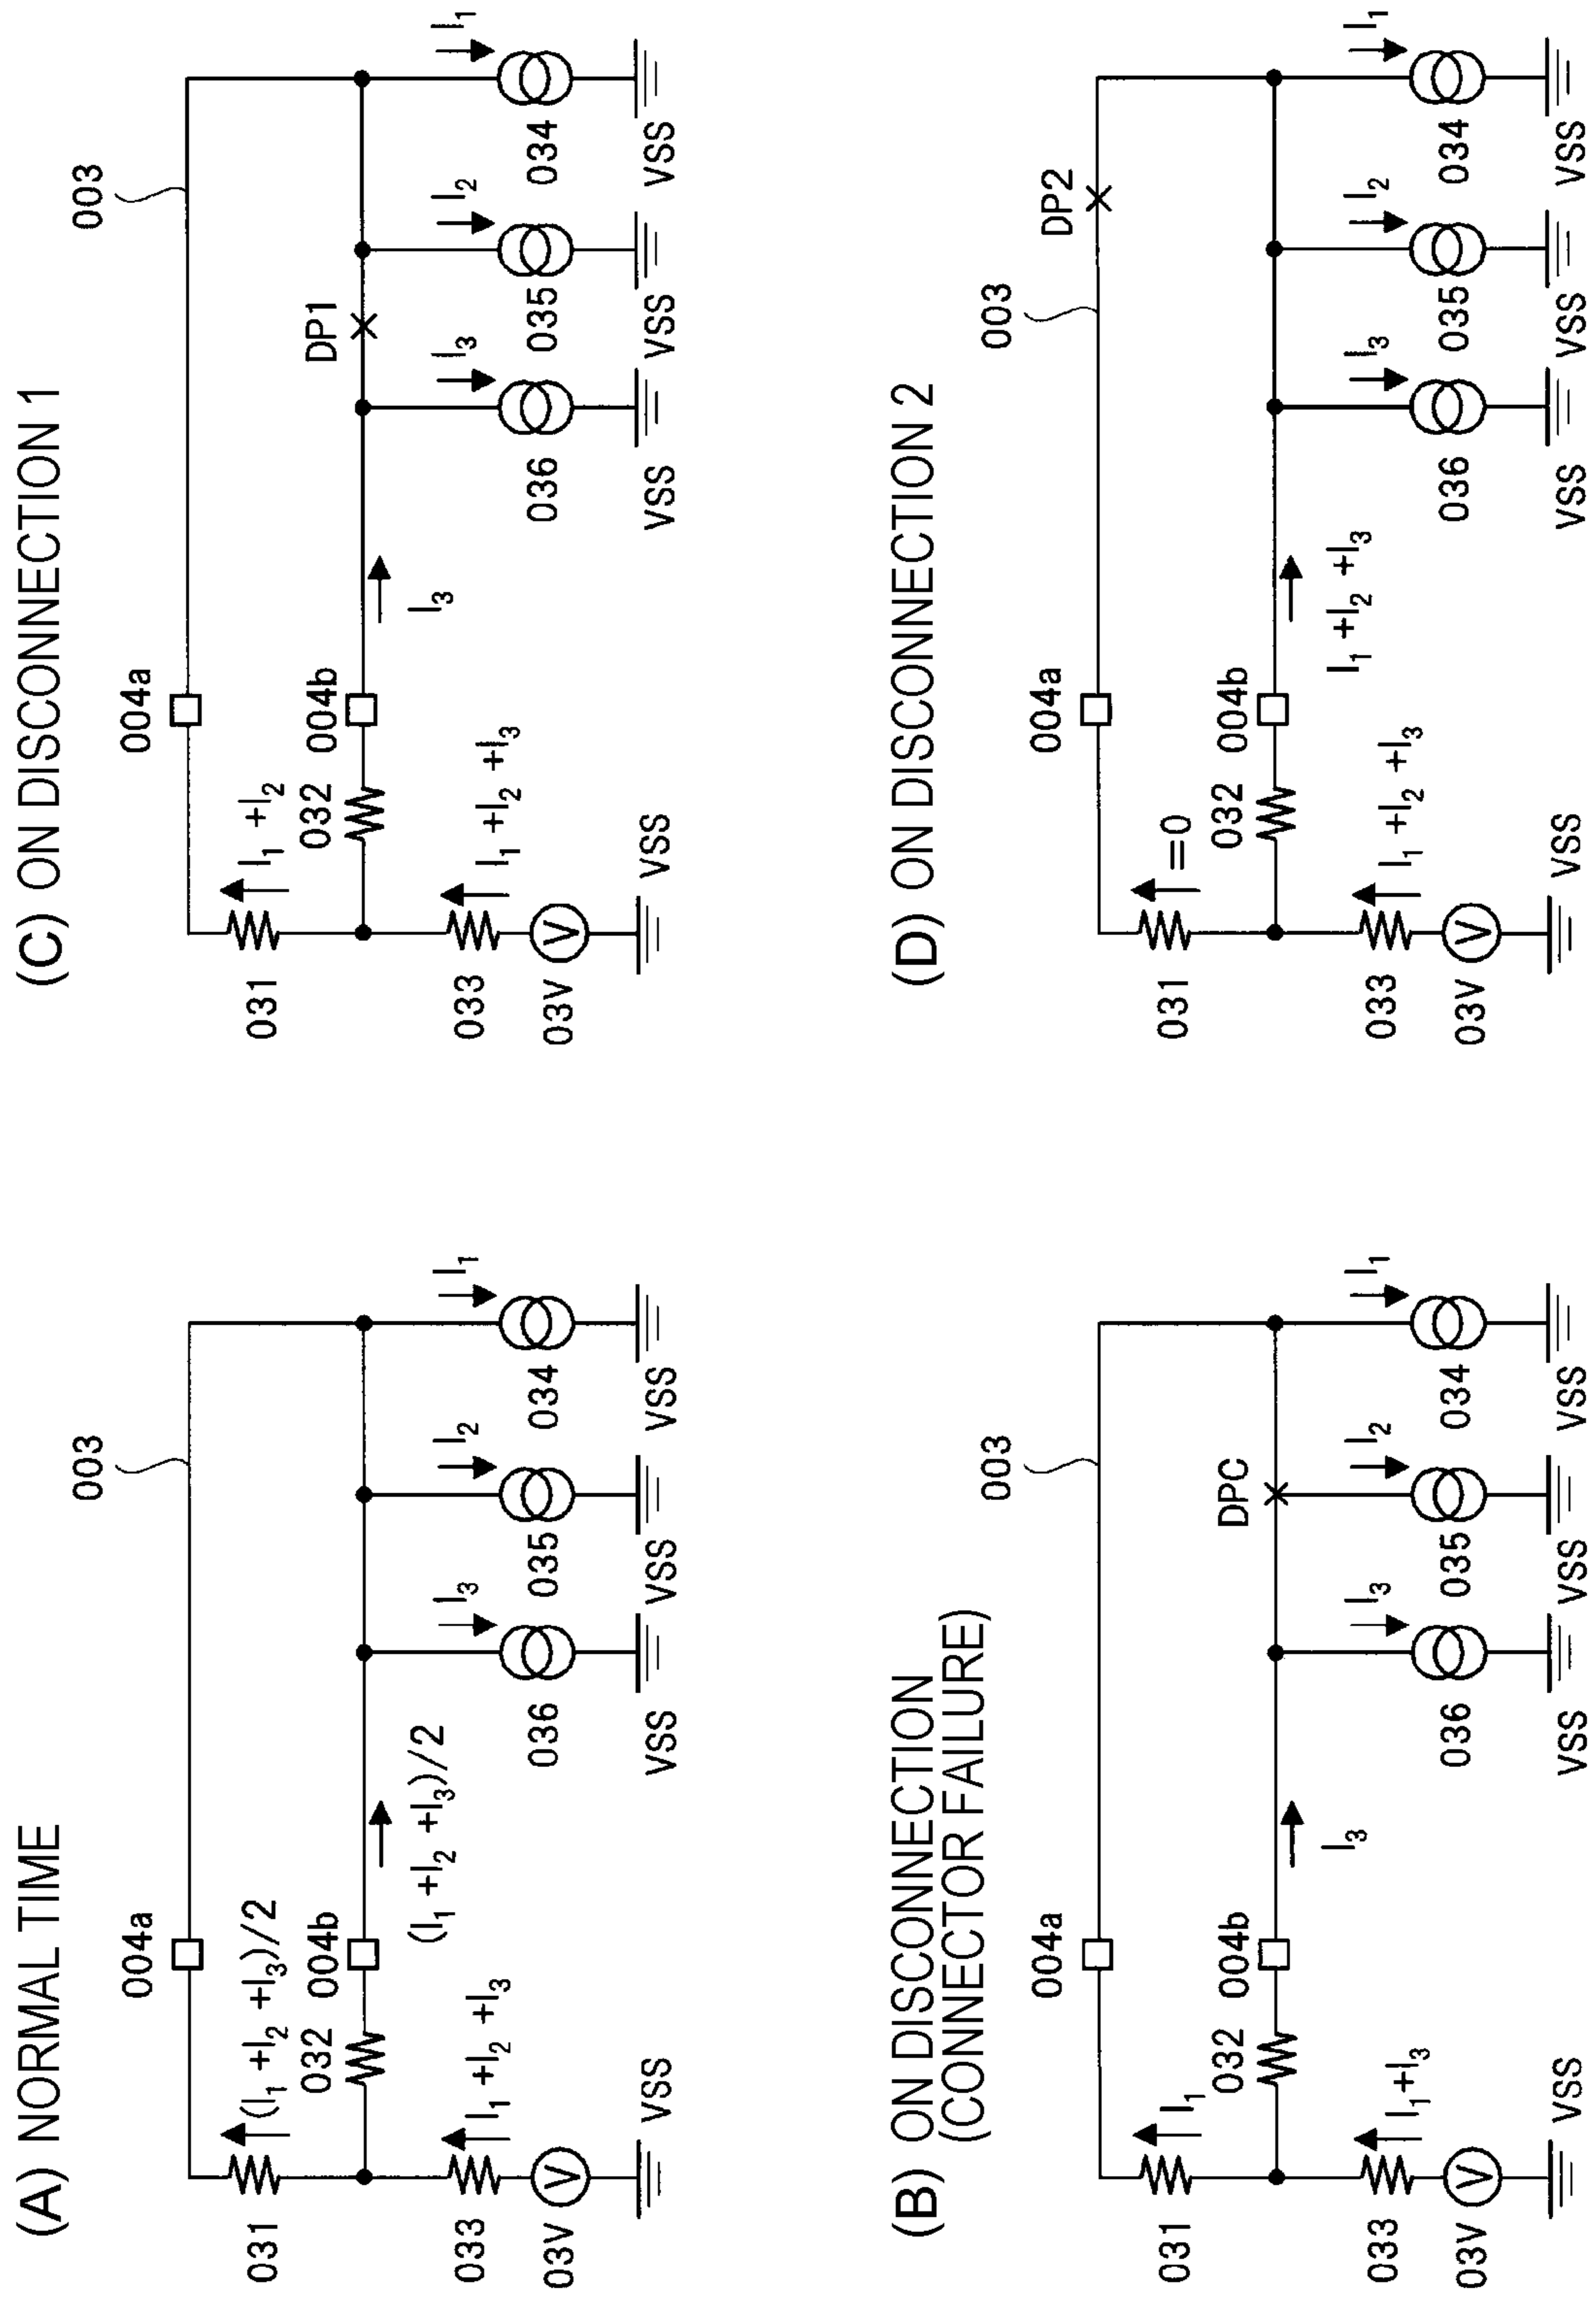 (A) NORMAL TIME
003
004a
031
(I₁ +I₂ +I₃)/2
032
004b
(I₁ +I₂ +I₃)/2
033
I₁ +I₂ +I₃
03V
V
VSS
I₃
036
VSS
I₂
035
VSS
I₁
034
VSS
(B) ON DISCONNECTION
(CONNECTOR FAILURE)
003
004a
031
I₁
032
004b
I₃
033
I₁+I₃
03V
V
VSS
DPC
I₃
036
VSS
I₂
035
VSS
I₁
034
VSS
(C) ON DISCONNECTION 1
003
004a
031
I₁ +I₂
032
004b
I₃
033
I₁ +I₂ +I₃
03V
V
VSS
DP1
I₃
036
VSS
I₂
035
VSS
I₁
034
VSS
(D) ON DISCONNECTION 2
003
DP2
004a
031
=0
032
004b
I₁ +I₂ +I₃
033
I₁ +I₂ +I₃
03V
V
VSS
I₃
036
VSS
I₂
035
VSS
I₁
034
VSS